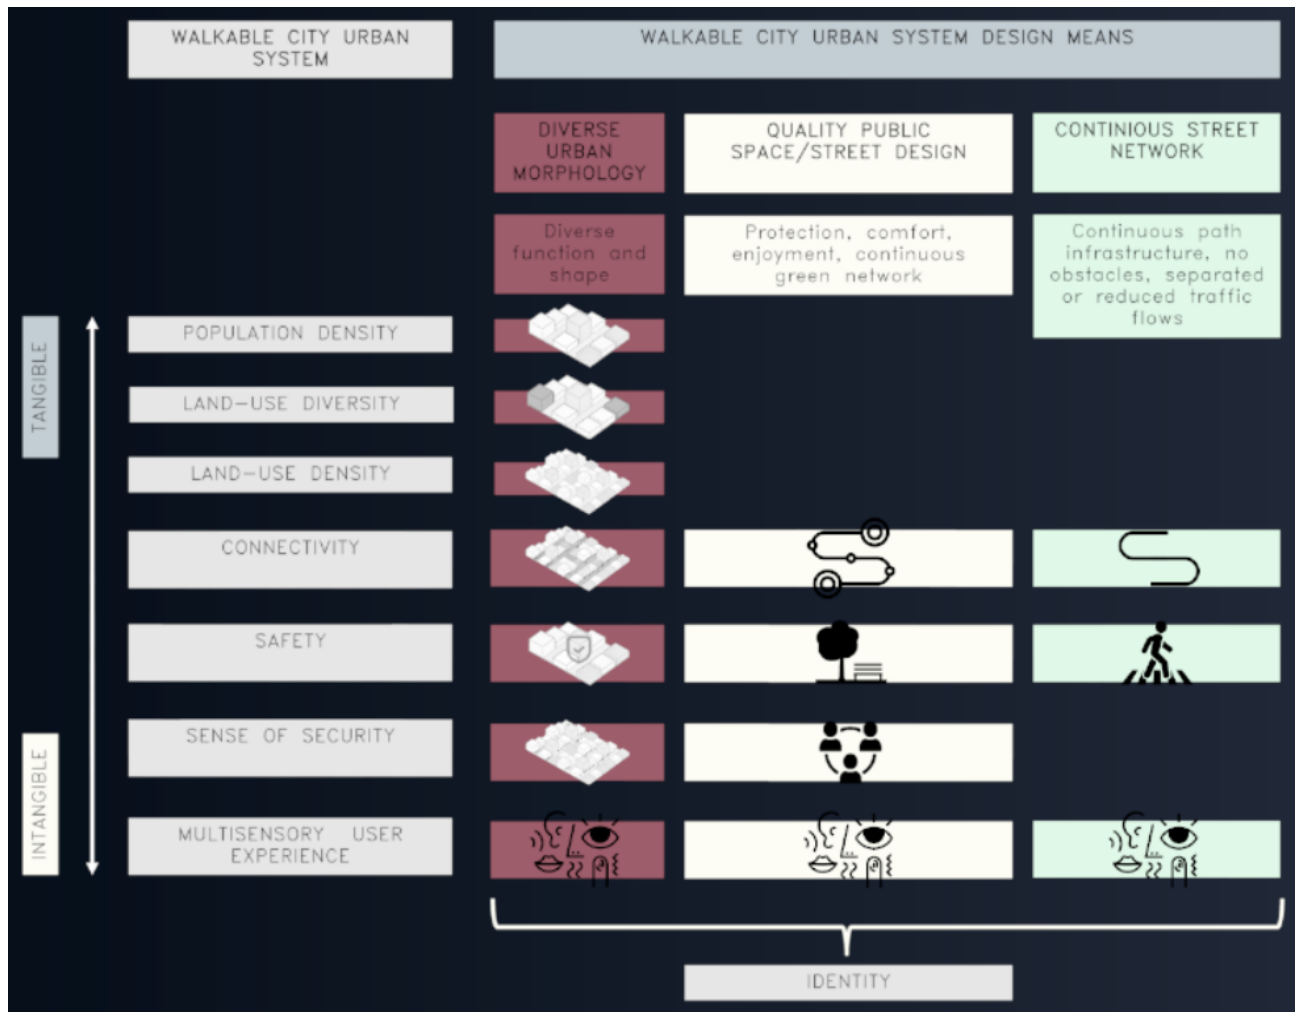 WALKABLE CITY URBAN
SYSTEM
WALKABLE CITY URBAN SYSTEM DESIGN MEANS
DIVERSE
URBAN
MORPHOLOGY
QUALITY PUBLIC
SPACE/STREET DESIGN
CONTINIOUS STREET
NETWORK
Diverse
function and
shape
Protection, comfort,
enjoyment, continuous
green network
Continuous path
infrastructure, no
obstacles, separated
or reduced traffic
flows
TANGIBLE
POPULATION DENSITY
LAND-USE DIVERSITY
LAND-USE DENSITY
CONNECTIVITY
SAFETY
INTANGIBLE
SENSE OF SECURITY
MULTISENSORY USER
EXPERIENCE
IDENTITY